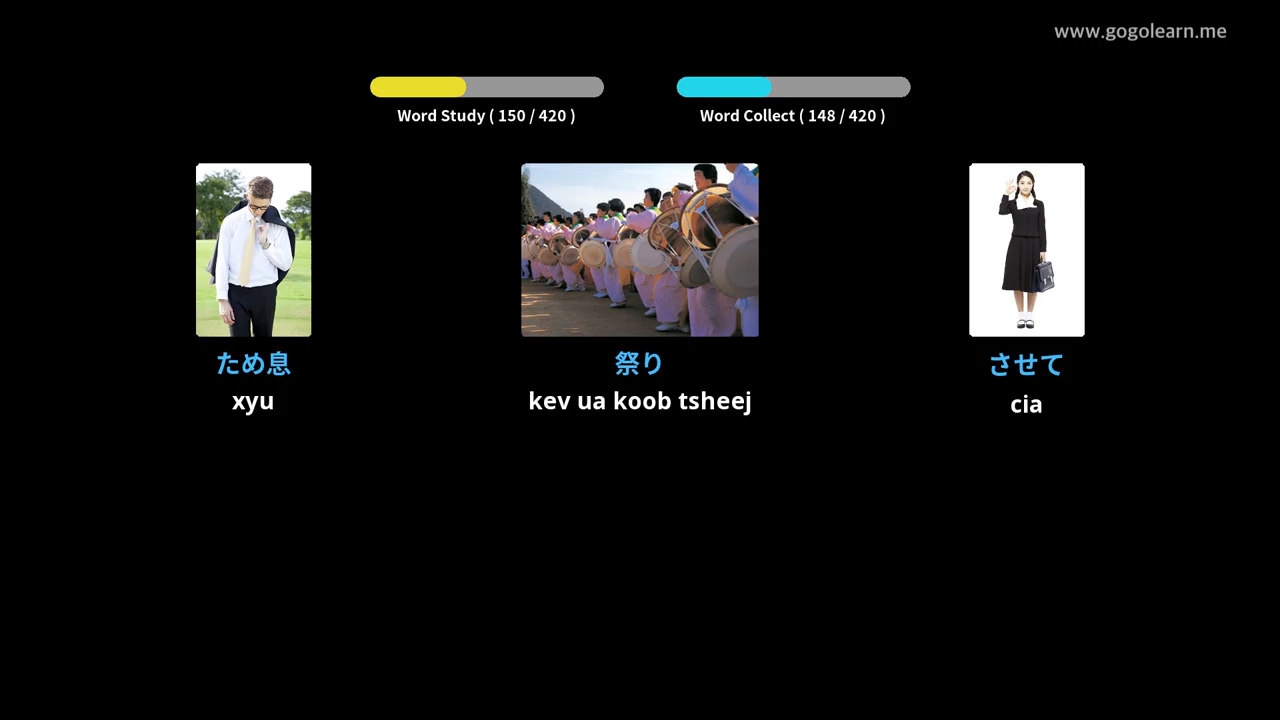 www.gogolearn.me
Word Study ( 150 / 420 )
Word Collect ( 148 / 420 )
ため息
xyu
祭り
kev ua koob tsheej
させて
cia